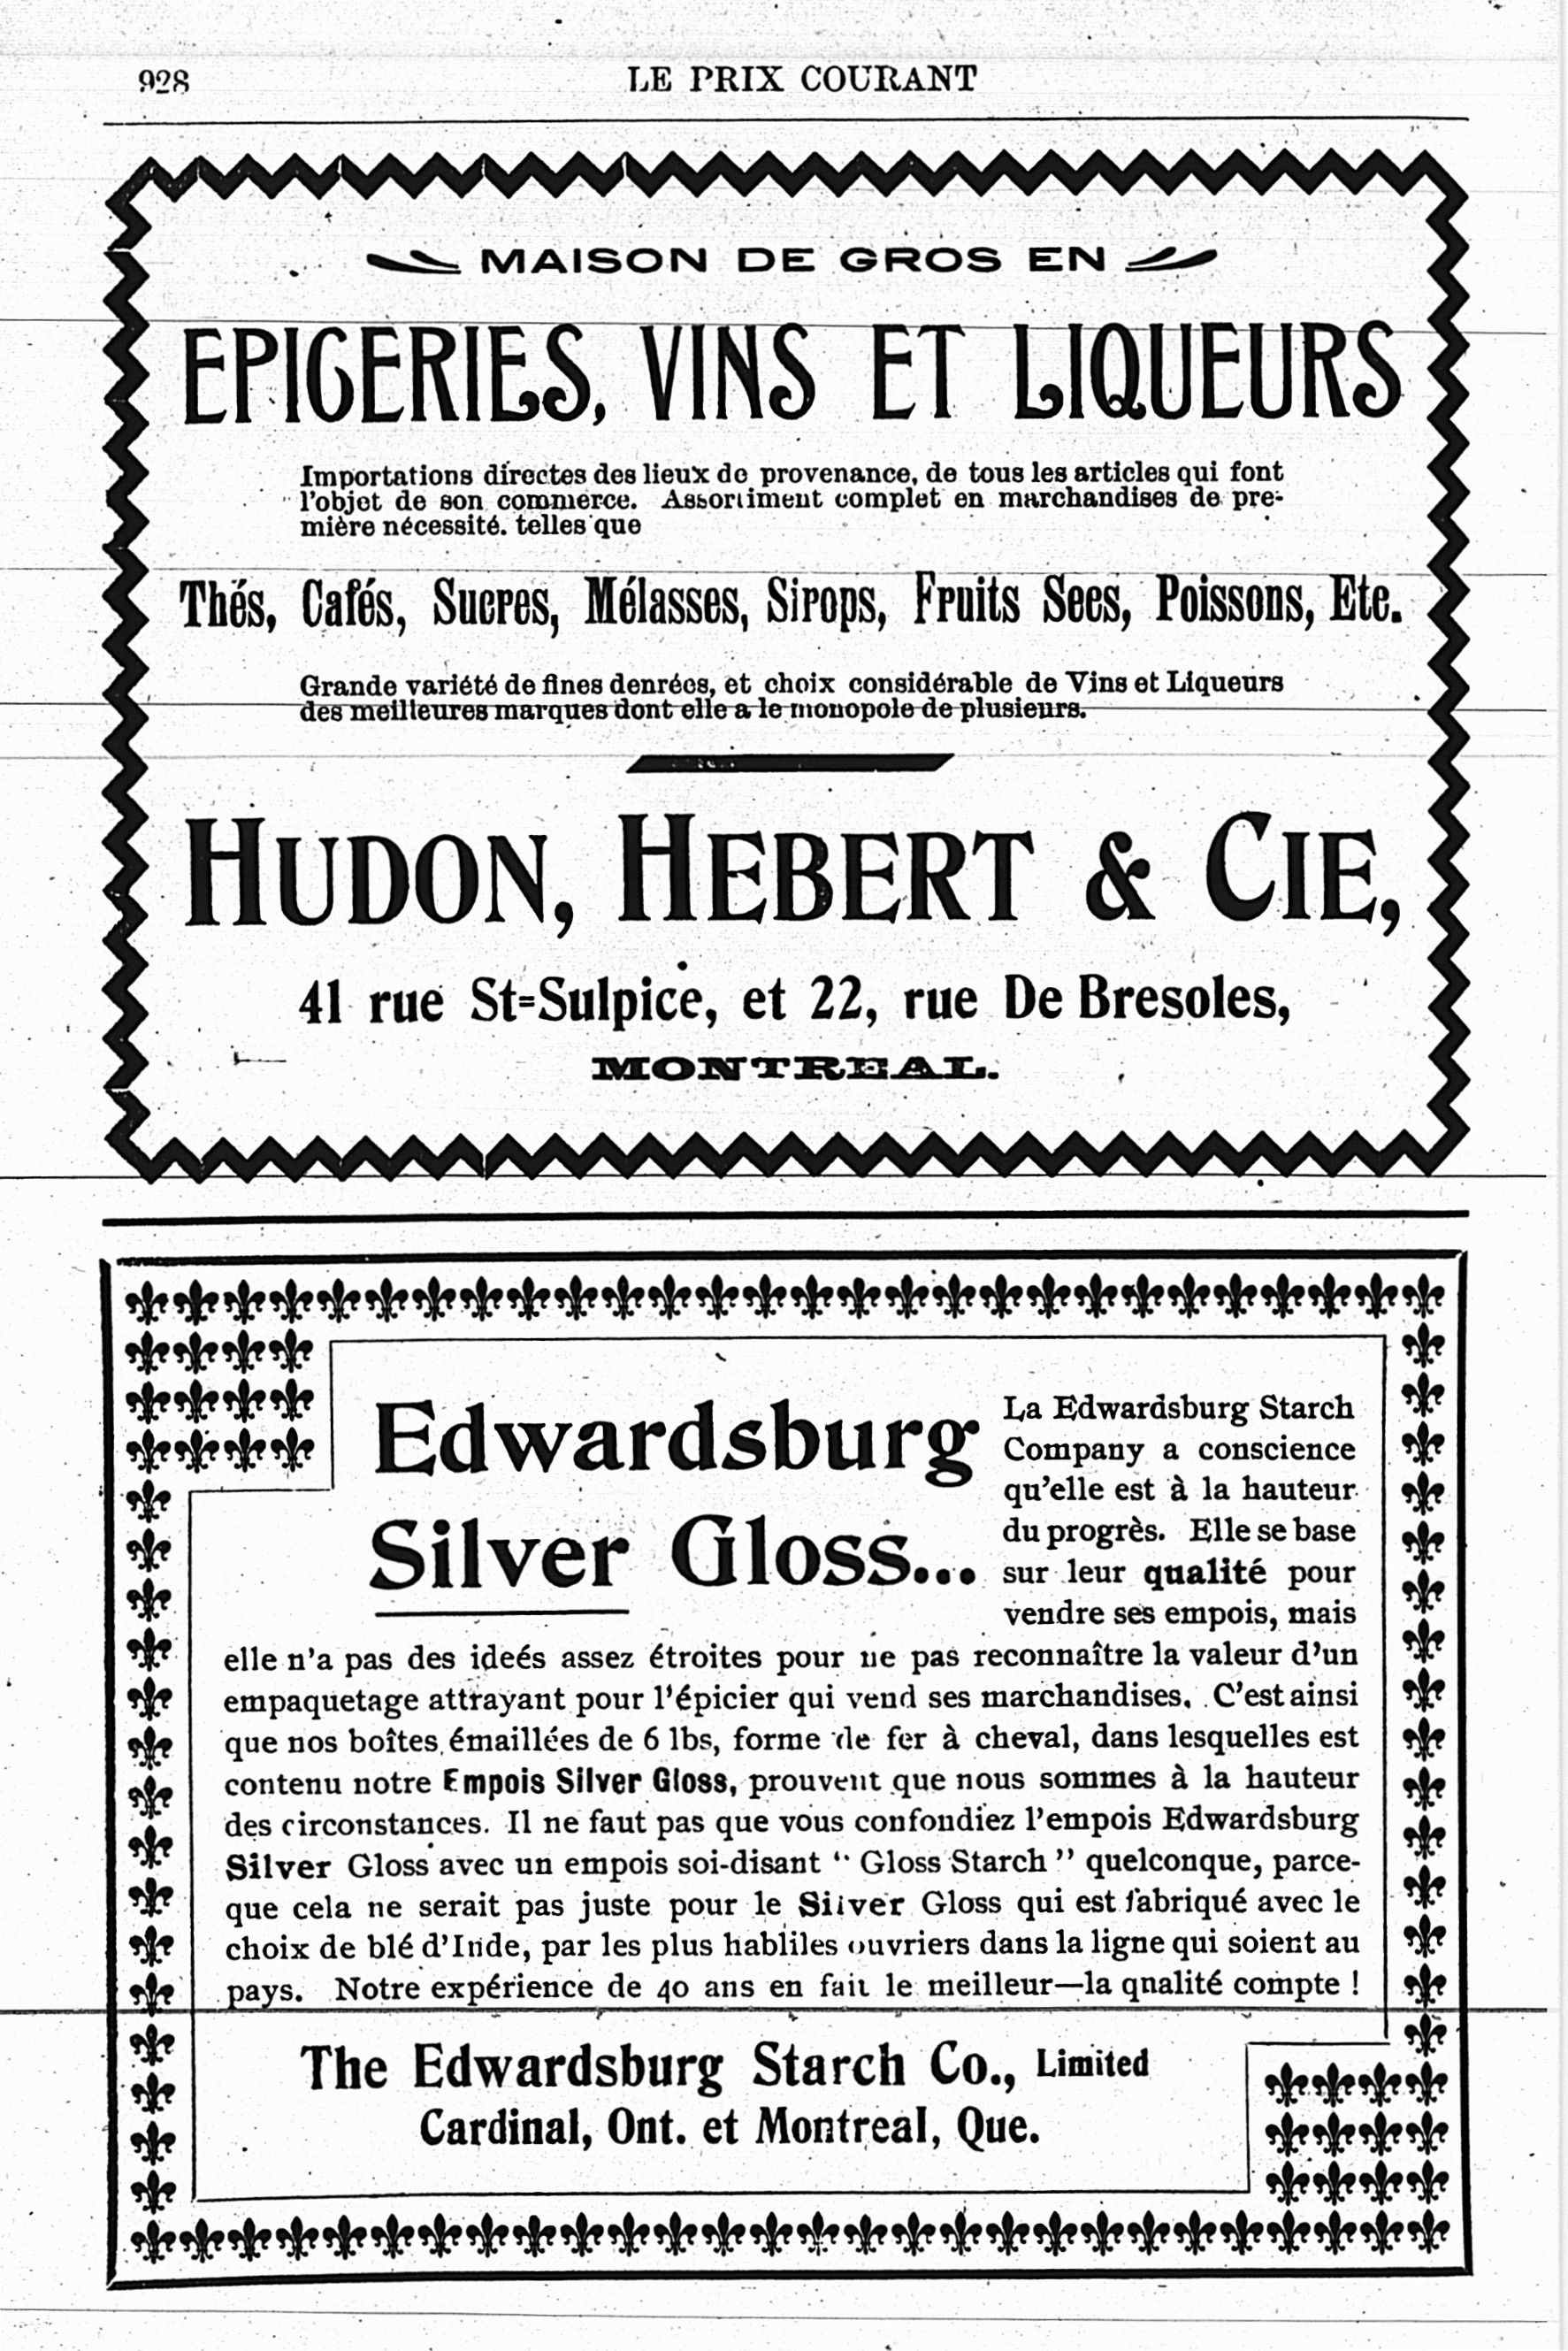 928
LE PRIX COURANT
MAISON DE GROS EN
EPICERIES, VINS ET LIQUEURS
Importations directes des lieux de provenance, de tous les articles qui font
l'objet de son commerce. Assortiment complet en marchandises de pre-
mière nécessité. telles que
Thés, Cafés, Sucres, Mélasses, Sirops, Fruits Secs, Poissons, Etc.
Grande variété de fines denrées, et choix considérable de Vins et Liqueurs
des meilleures marques dont elle a le monopole de plusieurs.
HUDON, HEBERT & CIE,
41 rue St-Sulpice, et 22, rue De Bresoles,
MONTREAL.
Edwardsburg
Silver Gloss...
La Edwardsburg Starch
Company a conscience
qu'elle est à la hauteur
du progrès. Elle se base
sur leur qualité pour
vendre ses empois, mais
elle n'a pas des ideés assez étroites pour ne pas reconnaître la valeur d'un
empaquetage attrayant pour l'épicier qui vend ses marchandises. C'est ainsi
que nos boîtes émaillées de 6 lbs, forme de fer à cheval, dans lesquelles est
contenu notre Empois Silver Gloss, prouvent que nous sommes à la hauteur
des circonstances. Il ne faut pas que vous confondiez l'empois Edwardsburg
Silver Gloss avec un empois soi-disant " Gloss Starch " quelconque, parce-
que cela ne serait pas juste pour le Silver Gloss qui est fabriqué avec le
choix de blé d'Inde, par les plus habliles ouvriers dans la ligne qui soient au
pays. Notre expérience de 40 ans en fait le meilleur—la qnalité compte !
The Edwardsburg Starch Co., Limited
Cardinal, Ont. et Montreal, Que.